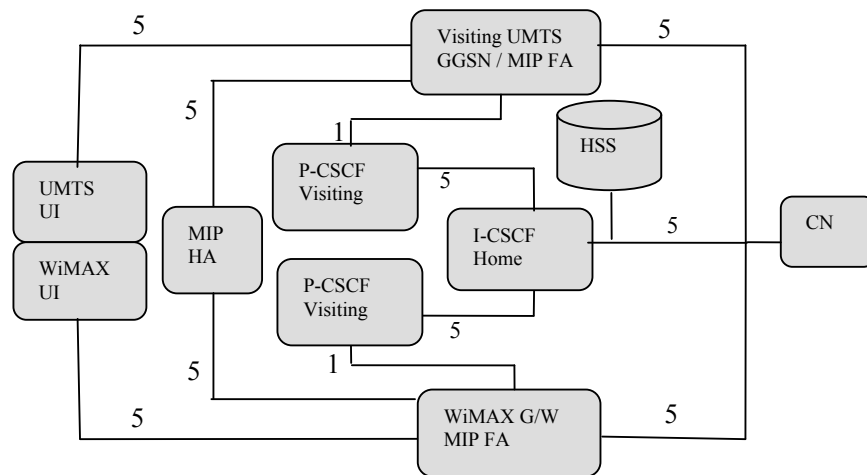 5
Visiting UMTS
GGSN / MIP FA
5
5
1
HSS
P-CSCF
Visiting
5
UMTS
UI
MIP
HA
I-CSCF
Home
5
CN
WiMAX
UI
P-CSCF
Visiting
5
1
5
5
WiMAX G/W
MIP FA
5